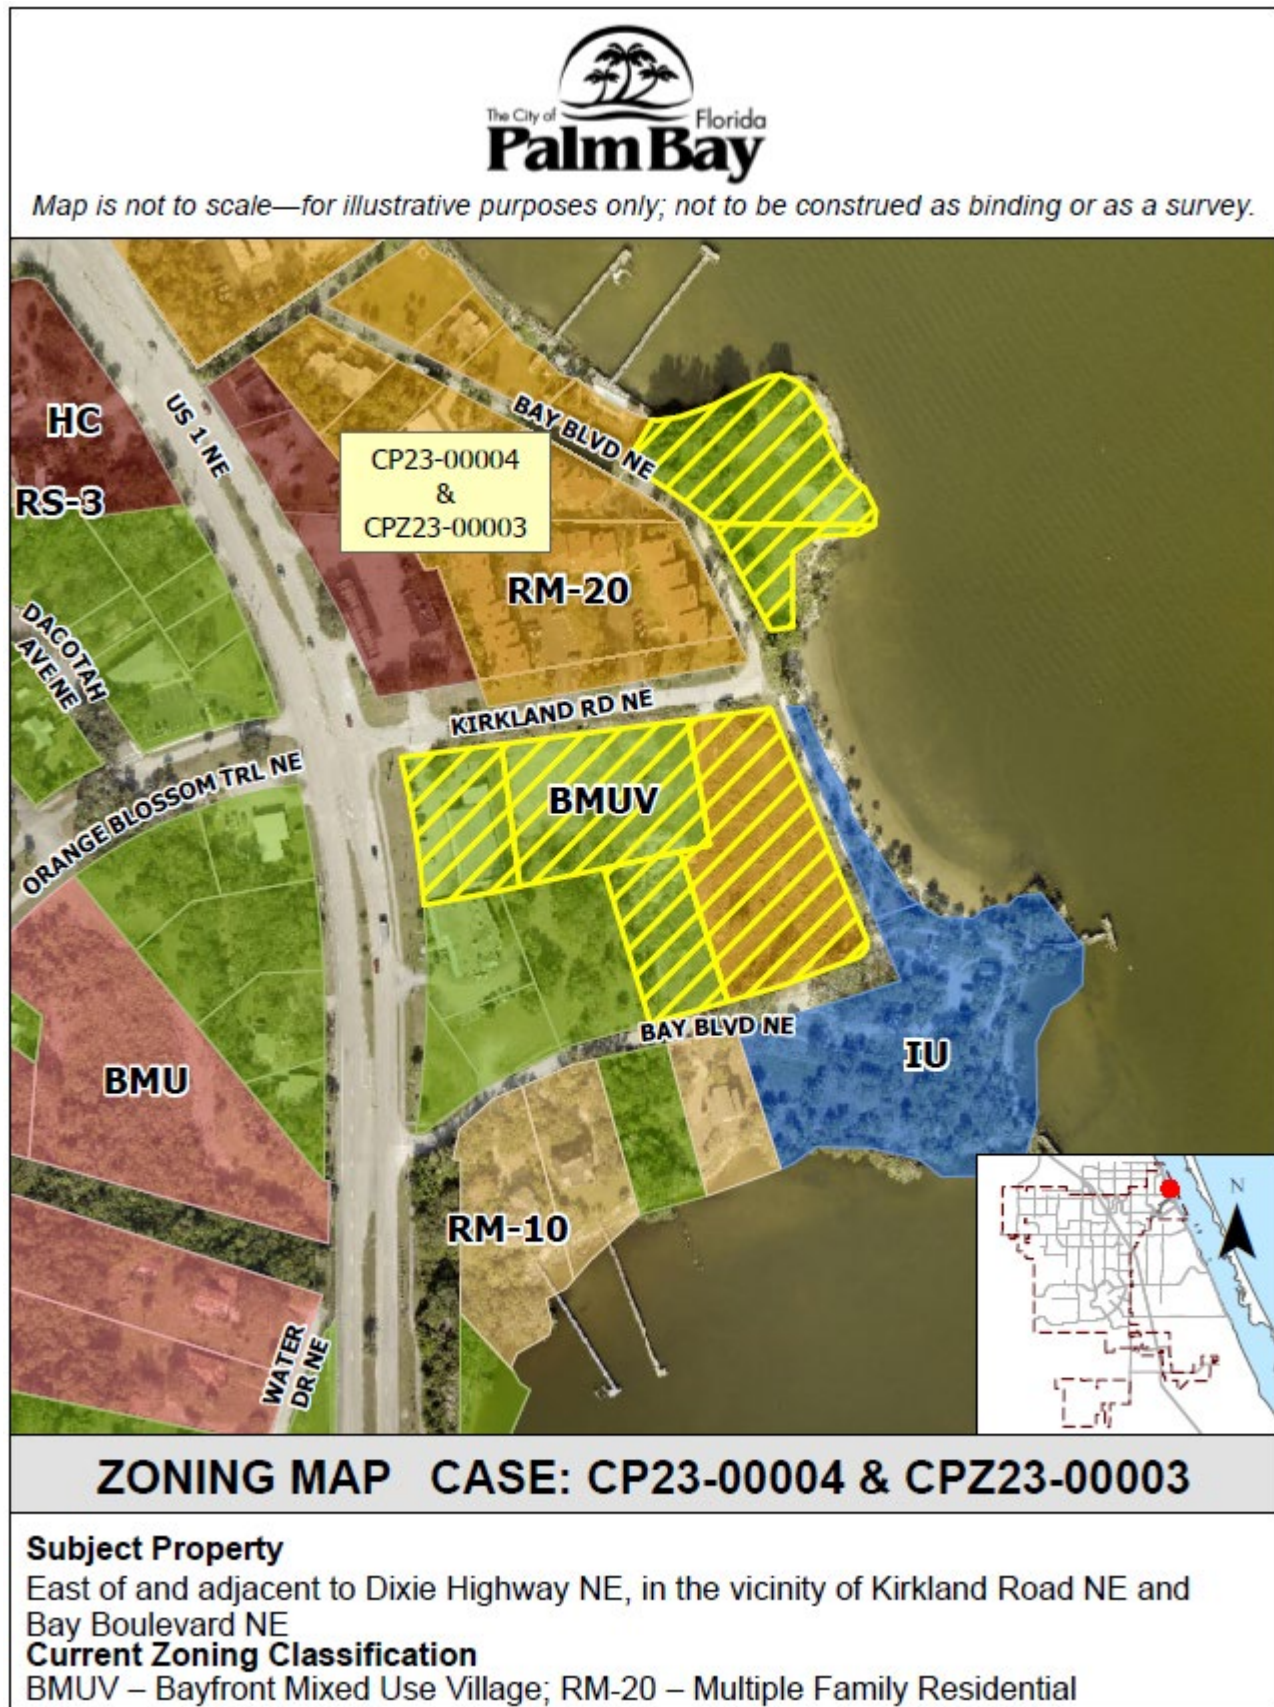 The City of
Florida
Palm Bay
Map is not to scale—for illustrative purposes only; not to be construed as binding or as a survey.
HC
US 1 NE
BAY BLVD NE
CP23-00004
&
CPZ23-00003
RS-3
RM-20
DACOTAH
AVE NE
KIRKLAND RD NE
ORANGE BLOSSOM TRL NE
BMUV
BAY BLVD NE
IU
BMU
RM-10
N
WATER
DR NE
ZONING MAP CASE: CP23-00004 & CPZ23-00003
Subject Property
East of and adjacent to Dixie Highway NE, in the vicinity of Kirkland Road NE and
Bay Boulevard NE
Current Zoning Classification
BMUV – Bayfront Mixed Use Village; RM-20 – Multiple Family Residential